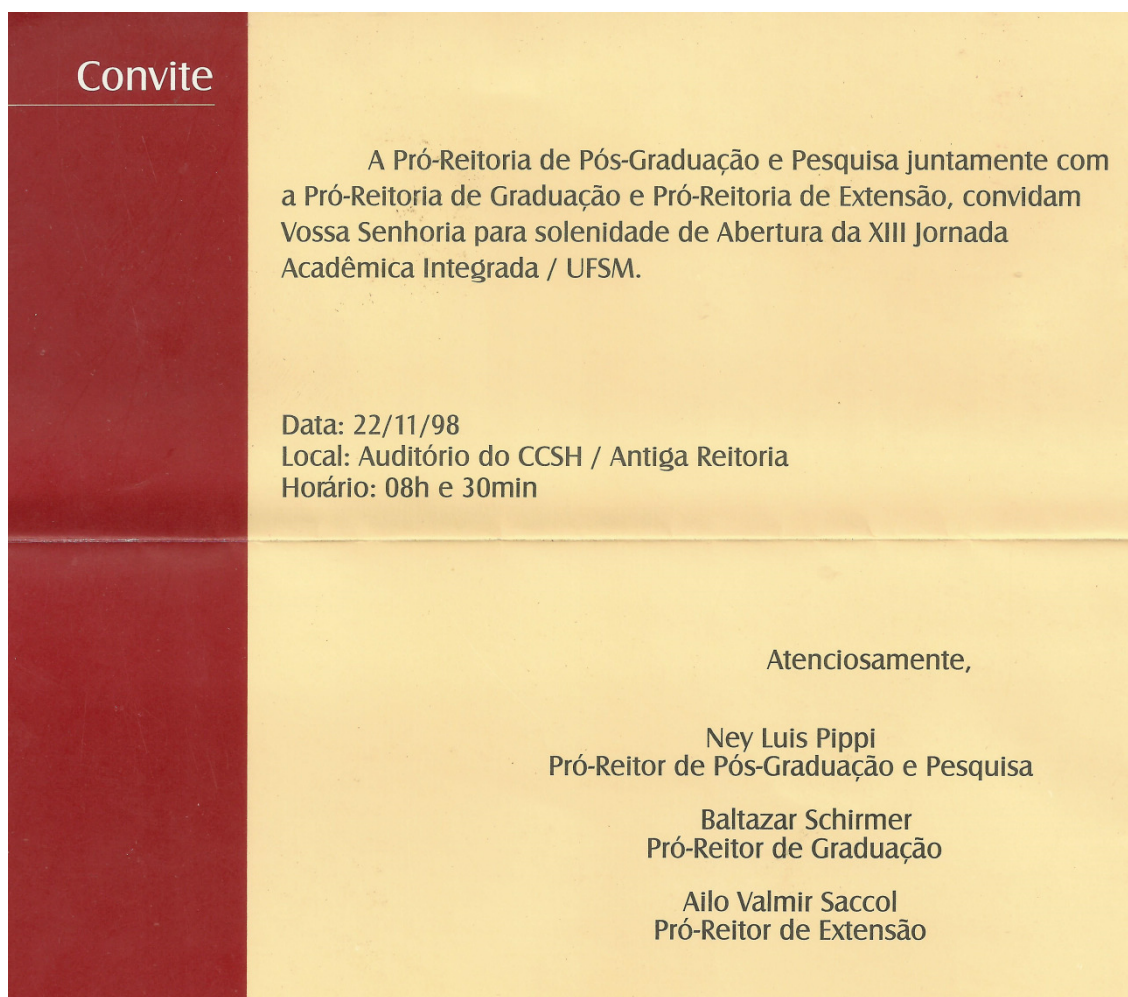 Convite
A Pró-Reitoria de Pós-Graduação e Pesquisa juntamente com
a Pró-Reitoria de Graduação e Pró-Reitoria de Extensão, convidam
Vossa Senhoria para solenidade de Abertura da XIII Jornada
Acadêmica Integrada / UFSM.
Data: 22/11/98
Local: Auditório do CCSH / Antiga Reitoria
Horário: 08h e 30min
Atenciosamente,
Ney Luis Pippi
Pró-Reitor de Pós-Graduação e Pesquisa
Baltazar Schirmer
Pró-Reitor de Graduação
Ailo Valmir Saccol
Pró-Reitor de Extensão